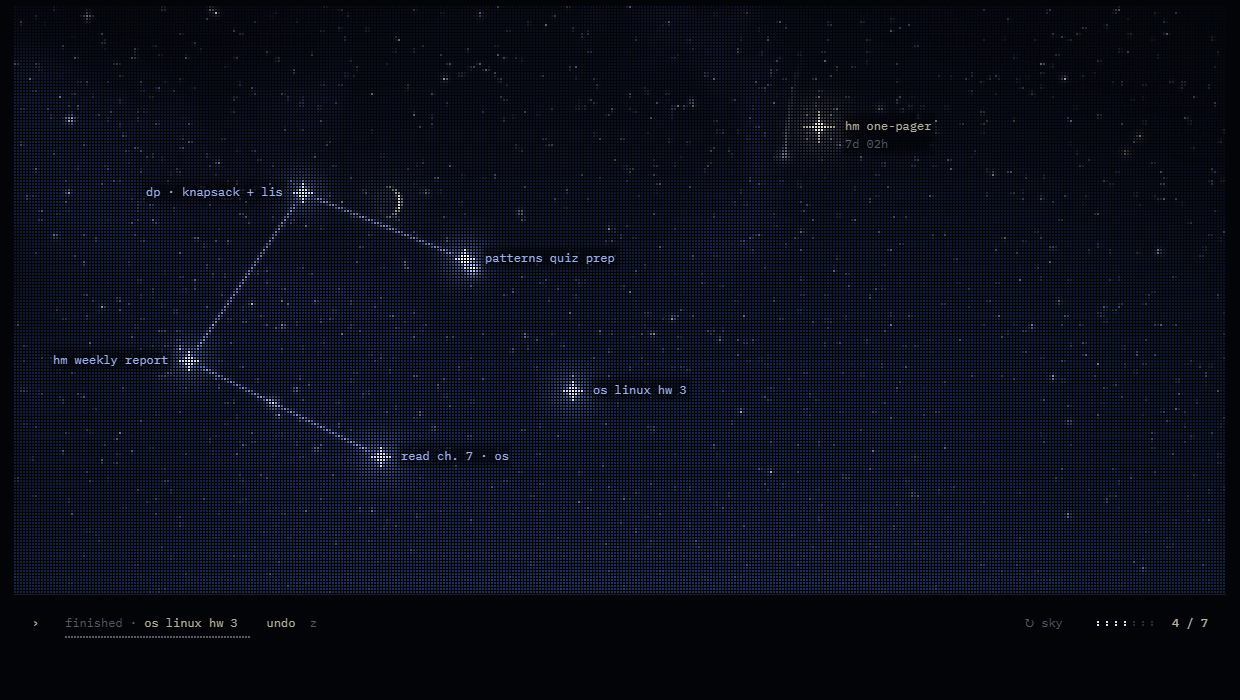 hm one-pager
7d 02h
dp · knapsack + lis
patterns quiz prep
hm weekly report
os linux hw 3
read ch. 7 · os
› finished · os linux hw 3 undo z ↻ sky 4 / 7